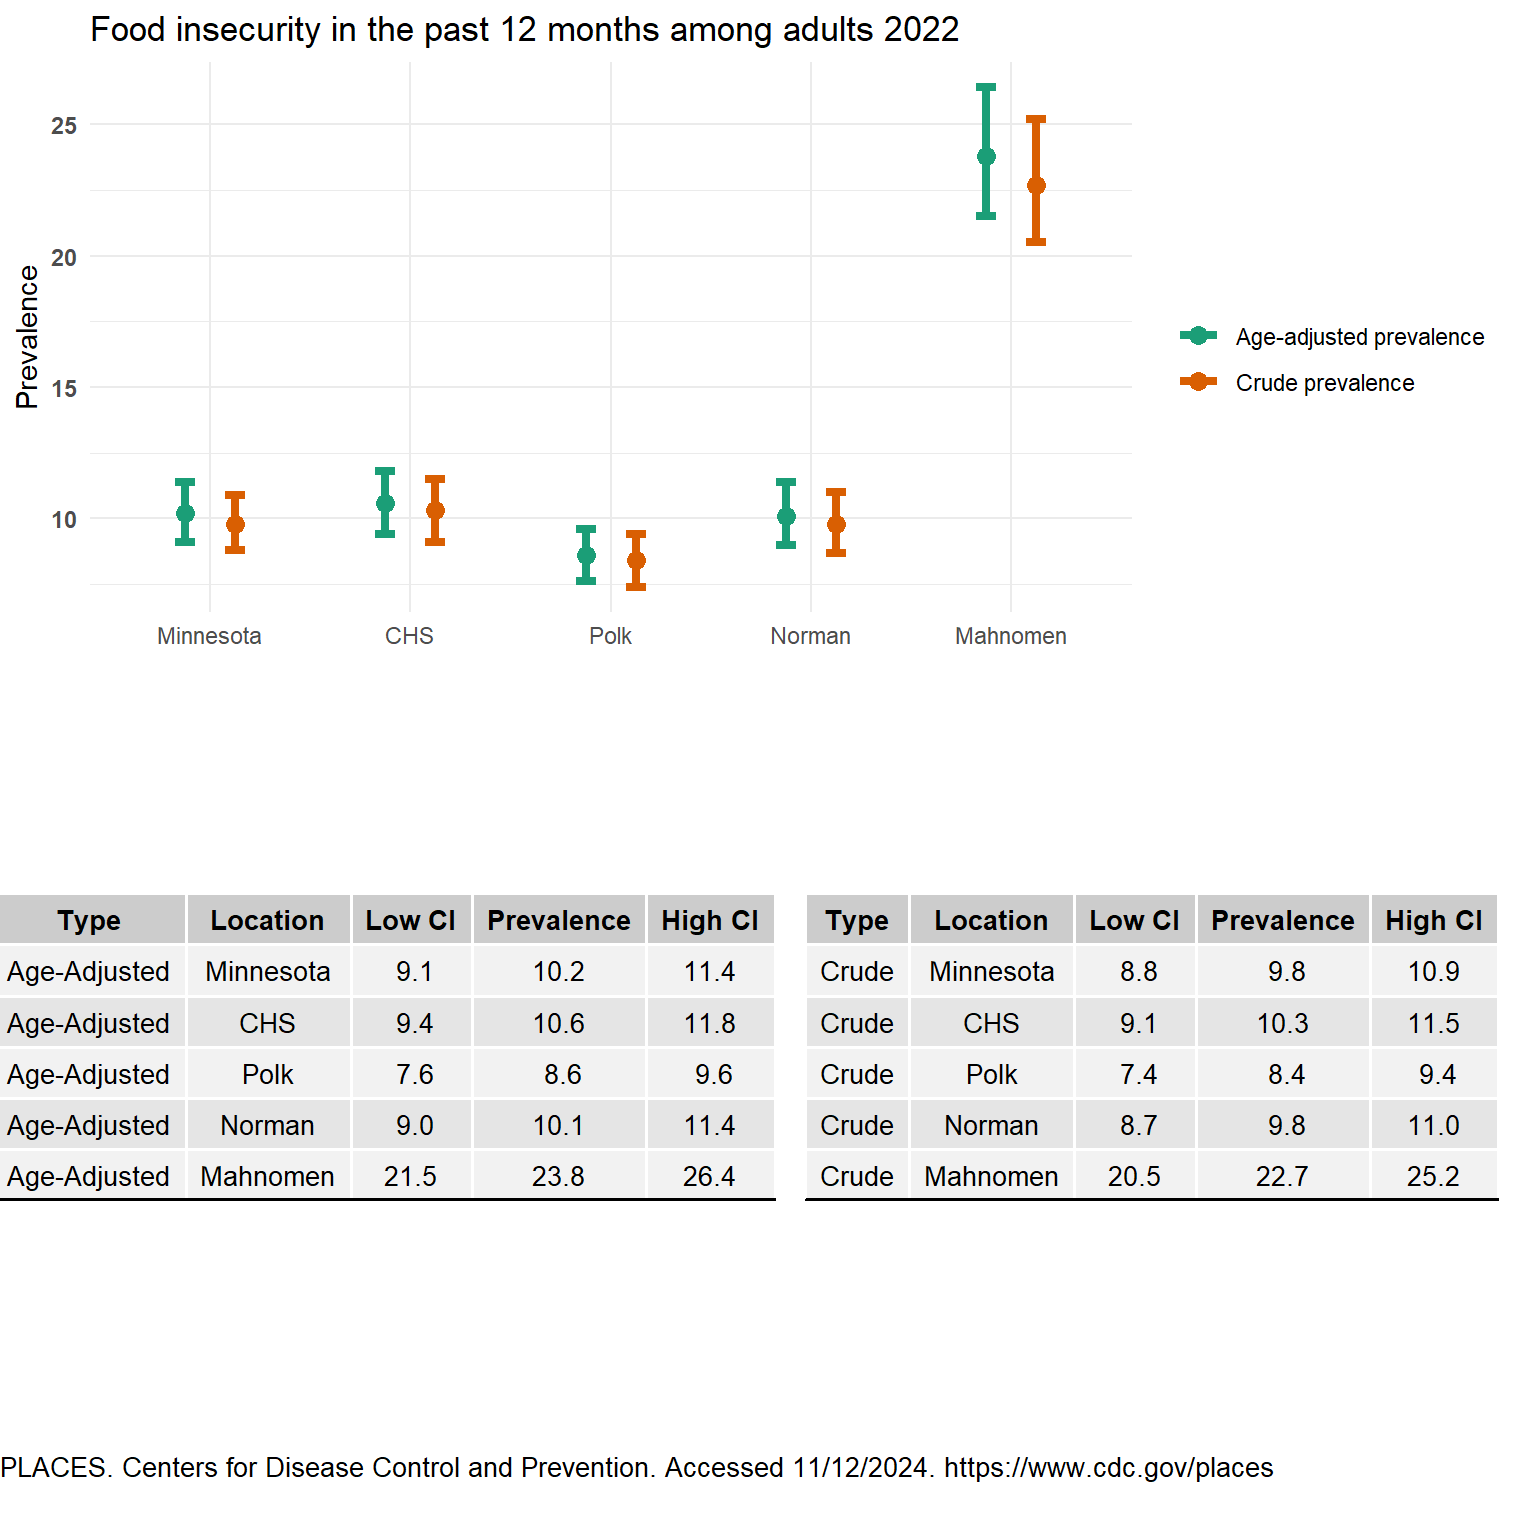 Food insecurity in the past 12 months among adults 2022
Prevalence
25
20
15
10
Minnesota CHS Polk Norman Mahnomen
Age-adjusted prevalence
Crude prevalence
Type Location Low CI Prevalence High CI
Age-Adjusted Minnesota 9.1 10.2 11.4
Age-Adjusted CHS 9.4 10.6 11.8
Age-Adjusted Polk 7.6 8.6 9.6
Age-Adjusted Norman 9.0 10.1 11.4
Age-Adjusted Mahnomen 21.5 23.8 26.4
Type Location Low CI Prevalence High CI
Crude Minnesota 8.8 9.8 10.9
Crude CHS 9.1 10.3 11.5
Crude Polk 7.4 8.4 9.4
Crude Norman 8.7 9.8 11.0
Crude Mahnomen 20.5 22.7 25.2
PLACES. Centers for Disease Control and Prevention. Accessed 11/12/2024. https://www.cdc.gov/places